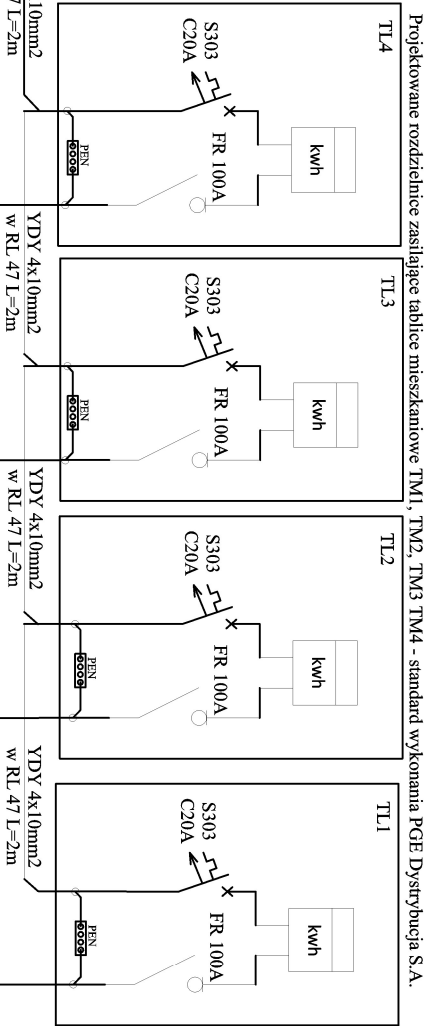 Projektowane rozdzielnice zasilające tablice mieszkaniowe TM1, TM2, TM3 TM4 - standard wykonania PGE Dystrybucja S.A.
TL4
kwh
S303
C20A
FR 100A
PEN
10mm2
7 L=2m
TL3
kwh
S303
C20A
FR 100A
PEN
YDY 4x10mm2
w RL 47 L=2m
TL2
kwh
S303
C20A
FR 100A
PEN
YDY 4x10mm2
w RL 47 L=2m
TL1
kwh
S303
C20A
FR 100A
PEN
YDY 4x10mm2
w RL 47 L=2m